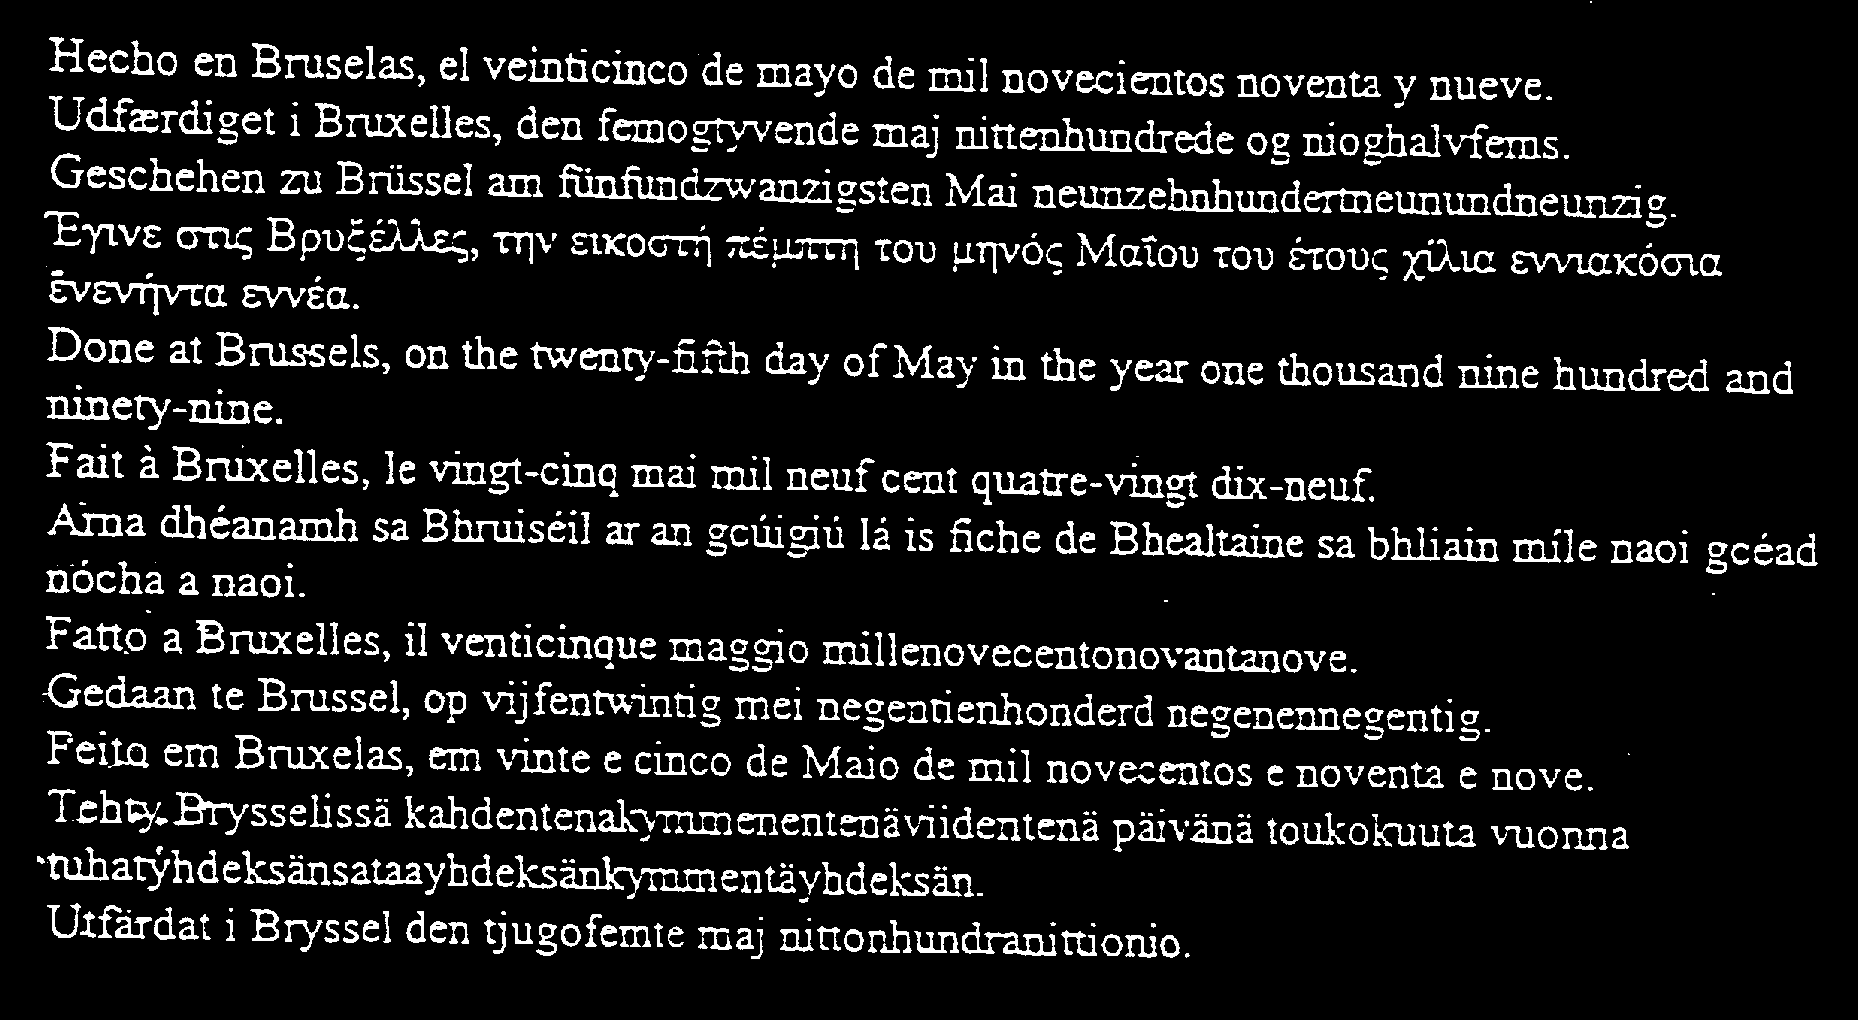 Hecho en Bruselas, el veinticinco de mayo de mil novecientos noventa y nueve.
Udfærdiget i Bruxelles, den femogtyvende maj nittenhundrede og nioghalvfems.
Geschehen zu Brüssel am fünfundzwanzigsten Mai neunzehnhundertneunundneunzig.
Έγινε στις Βρυξέλλες, την εικοστή πέμπτη του μηνός Μαΐου του έτους χίλια εννιακόσια
ενενήντα εννέα.
Done at Brussels, on the twenty-fifth day of May in the year one thousand nine hundred and
ninety-nine.
Fait à Bruxelles, le vingt-cinq mai mil neuf cent quatre-vingt dix-neuf.
Arna dhéanamh sa Bhruiséil ar an gcúigiú lá is fiche de Bhealtaine sa bhliain míle naoi gcéad
nócha a naoi.
Fatto a Bruxelles, il venticinque maggio millenovecentonovantanove.
Gedaan te Brussel, op vijfentwintig mei negentienhonderd negenennegentig.
Feito em Bruxelas, em vinte e cinco de Maio de mil novecentos e noventa e nove.
Tehty Brysselissä kahdentenakymmenentenäviidentenä päivänä toukokuuta vuonna
tuhatyhdeksänsataayhdeksänkymmentäyhdeksän.
Utfärdat i Bryssel den tjugofemte maj nittonhundranittionio.